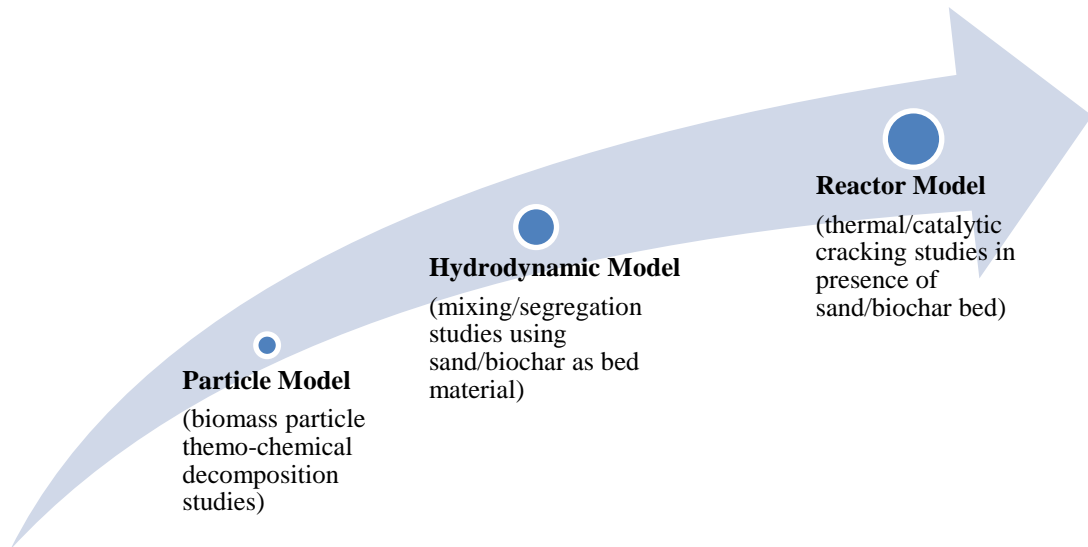 Particle Model
(biomass particle
themo-chemical
decomposition
studies)
Hydrodynamic Model
(mixing/segregation
studies using
sand/biochar as bed
material)
Reactor Model
(thermal/catalytic
cracking studies in
presence of
sand/biochar bed)